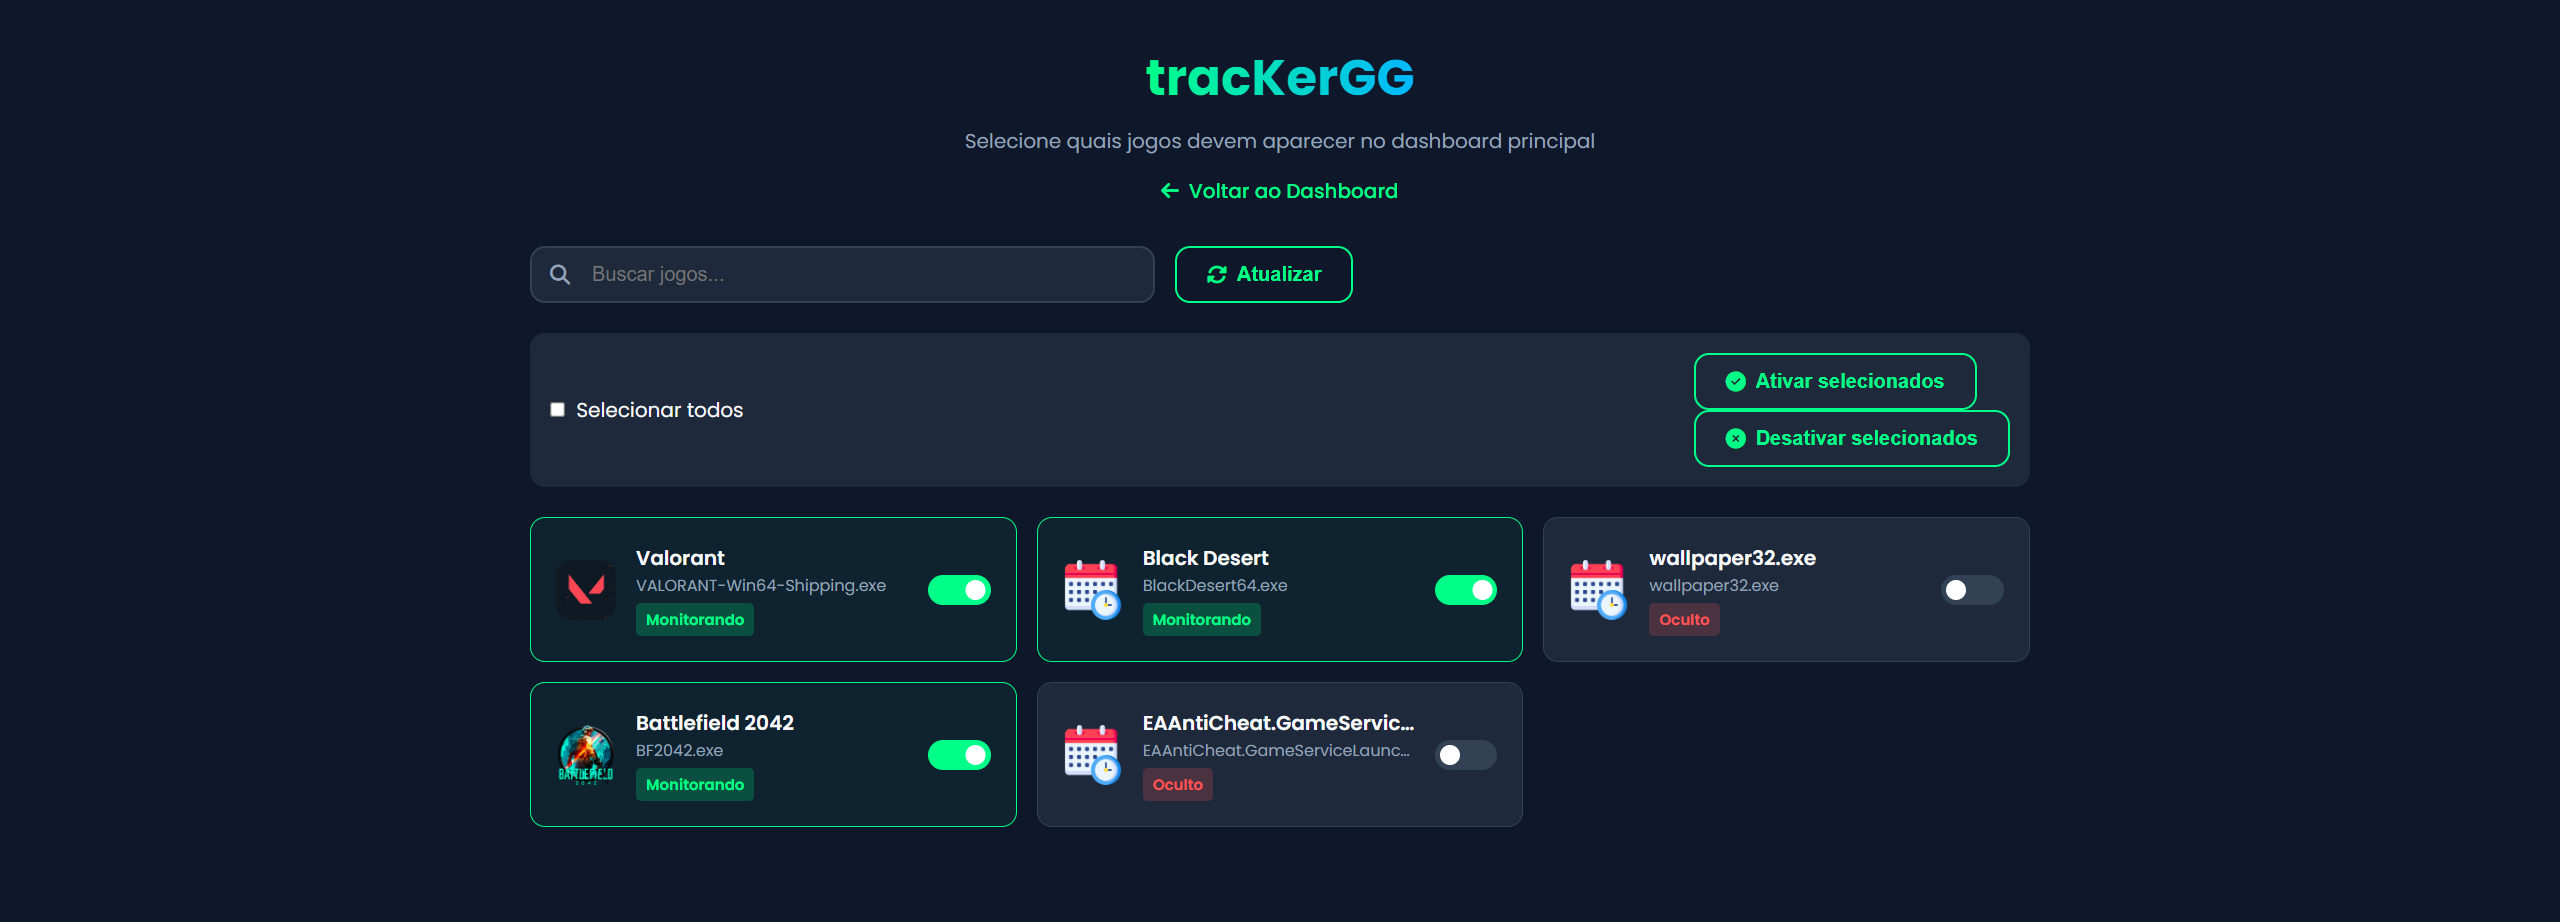 tracKerGG
Selecione quais jogos devem aparecer no dashboard principal
Voltar ao Dashboard
Buscar jogos...
Atualizar
Selecionar todos
Ativar selecionados
Desativar selecionados
Valorant
VALORANT-Win64-Shipping.exe
Monitorando
Black Desert
BlackDesert64.exe
Monitorando
wallpaper32.exe
wallpaper32.exe
Oculto
BATTLEFIELD
2042
Battlefield 2042
BF2042.exe
Monitorando
EAAntiCheat.GameServic...
EAAntiCheat.GameServiceLaunc...
Oculto